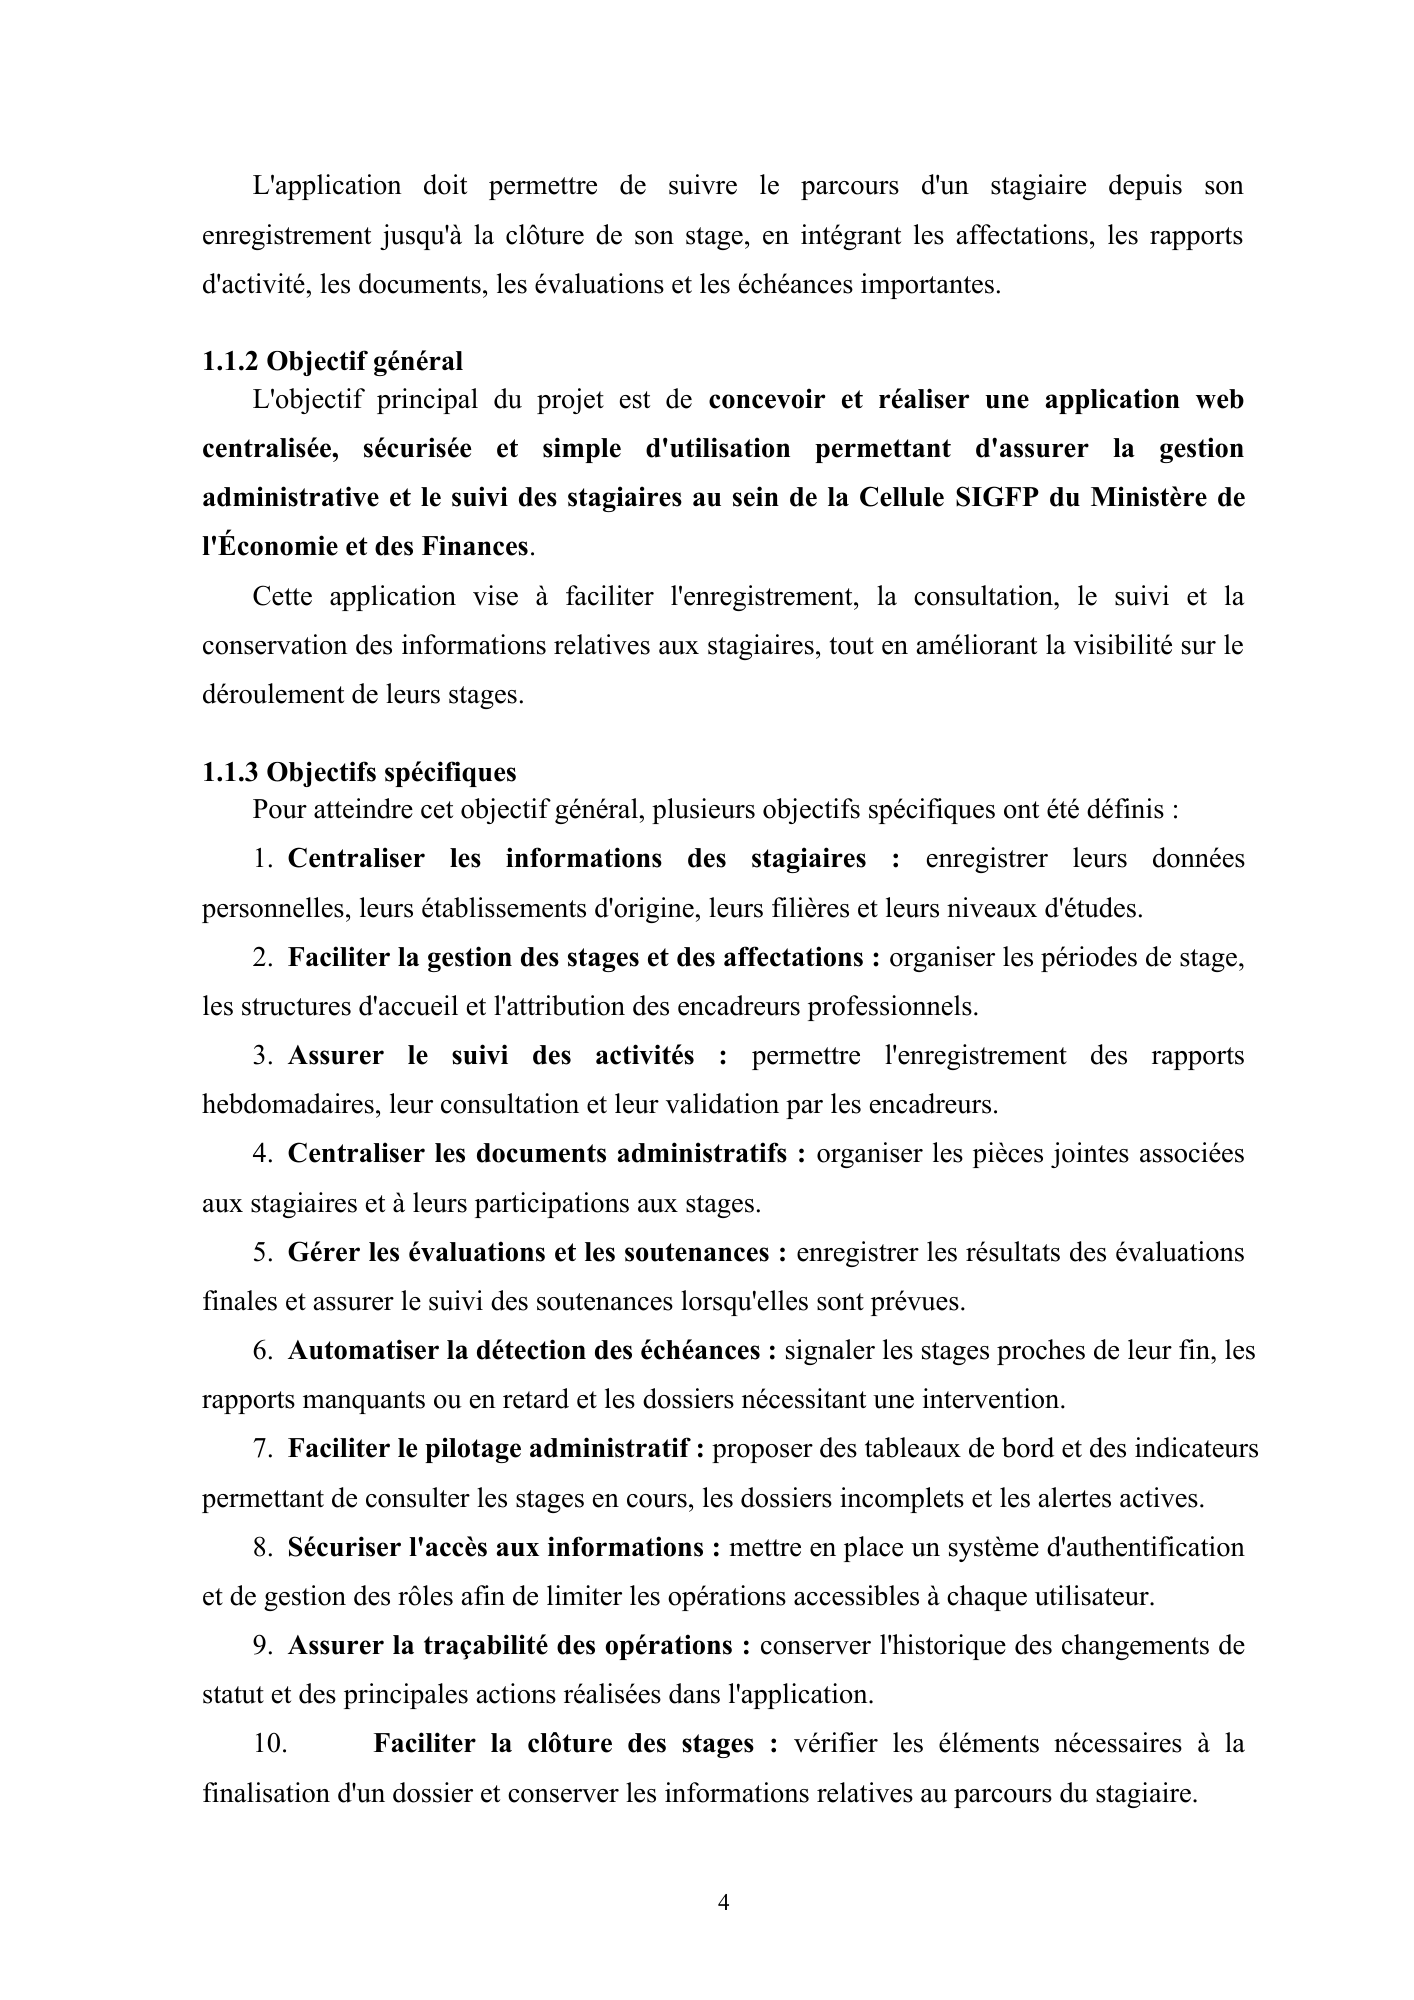 L'application doit permettre de suivre le parcours d'un stagiaire depuis son
enregistrement jusqu'à la clôture de son stage, en intégrant les affectations, les rapports
d'activité, les documents, les évaluations et les échéances importantes.
1.1.2 Objectif général
L'objectif principal du projet est de concevoir et réaliser une application web
centralisée, sécurisée et simple d'utilisation permettant d'assurer la gestion
administrative et le suivi des stagiaires au sein de la Cellule SIGFP du Ministère de
l'Économie et des Finances.
Cette application vise à faciliter l'enregistrement, la consultation, le suivi et la
conservation des informations relatives aux stagiaires, tout en améliorant la visibilité sur le
déroulement de leurs stages.
1.1.3 Objectifs spécifiques
Pour atteindre cet objectif général, plusieurs objectifs spécifiques ont été définis :
1. Centraliser les informations des stagiaires : enregistrer leurs données
personnelles, leurs établissements d'origine, leurs filières et leurs niveaux d'études.
2. Faciliter la gestion des stages et des affectations : organiser les périodes de stage,
les structures d'accueil et l'attribution des encadreurs professionnels.
3. Assurer le suivi des activités : permettre l'enregistrement des rapports
hebdomadaires, leur consultation et leur validation par les encadreurs.
4. Centraliser les documents administratifs : organiser les pièces jointes associées
aux stagiaires et à leurs participations aux stages.
5. Gérer les évaluations et les soutenances : enregistrer les résultats des évaluations
finales et assurer le suivi des soutenances lorsqu'elles sont prévues.
6. Automatiser la détection des échéances : signaler les stages proches de leur fin, les
rapports manquants ou en retard et les dossiers nécessitant une intervention.
7. Faciliter le pilotage administratif : proposer des tableaux de bord et des indicateurs
permettant de consulter les stages en cours, les dossiers incomplets et les alertes actives.
8. Sécuriser l'accès aux informations : mettre en place un système d'authentification
et de gestion des rôles afin de limiter les opérations accessibles à chaque utilisateur.
9. Assurer la traçabilité des opérations : conserver l'historique des changements de
statut et des principales actions réalisées dans l'application.
10. Faciliter la clôture des stages : vérifier les éléments nécessaires à la
finalisation d'un dossier et conserver les informations relatives au parcours du stagiaire.
4